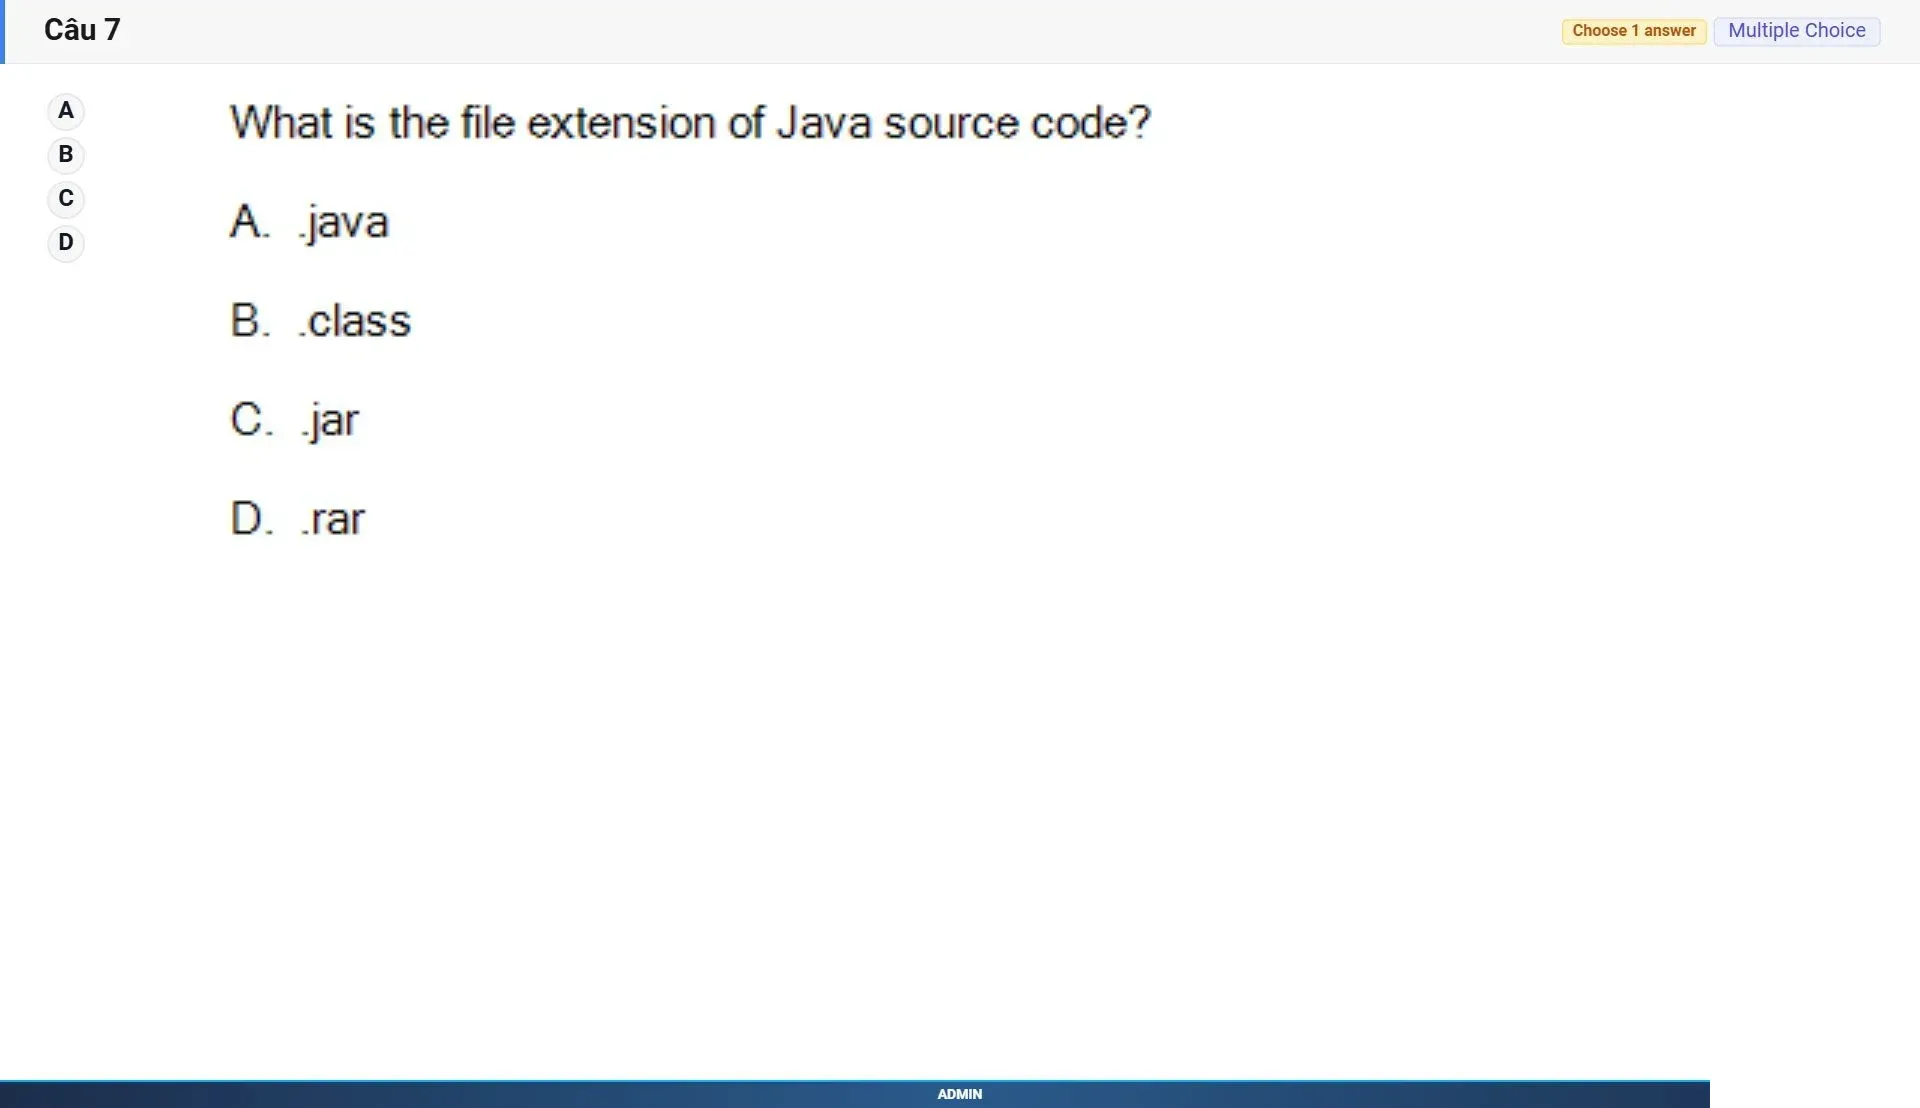 Câu 7
Choose 1 answer
Multiple Choice
A
B
C
D
What is the file extension of Java source code?
A. .java
B. .class
C. .jar
D. .rar
ADMIN